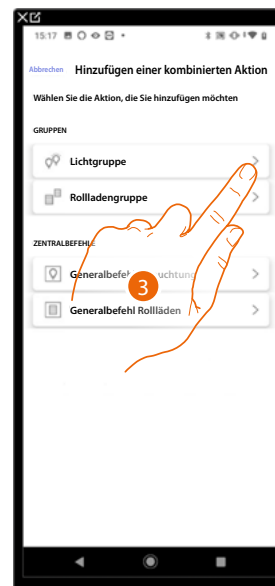 15:17
Abbrechen Hinzufügen einer kombinierten Aktion
Wählen Sie die Aktion, die Sie hinzufügen möchten
GRUPPEN
Lichtgruppe
Rollladengruppe
ZENTRALBEFEHLE
Generalbefehl
3
Generalbefehl Rollläden